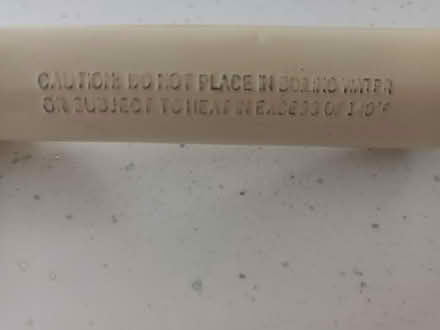 CAUTION: DO NOT PLACE IN BOILING WATER
OR SUBJECT TO HEAT IN EXCESS OF